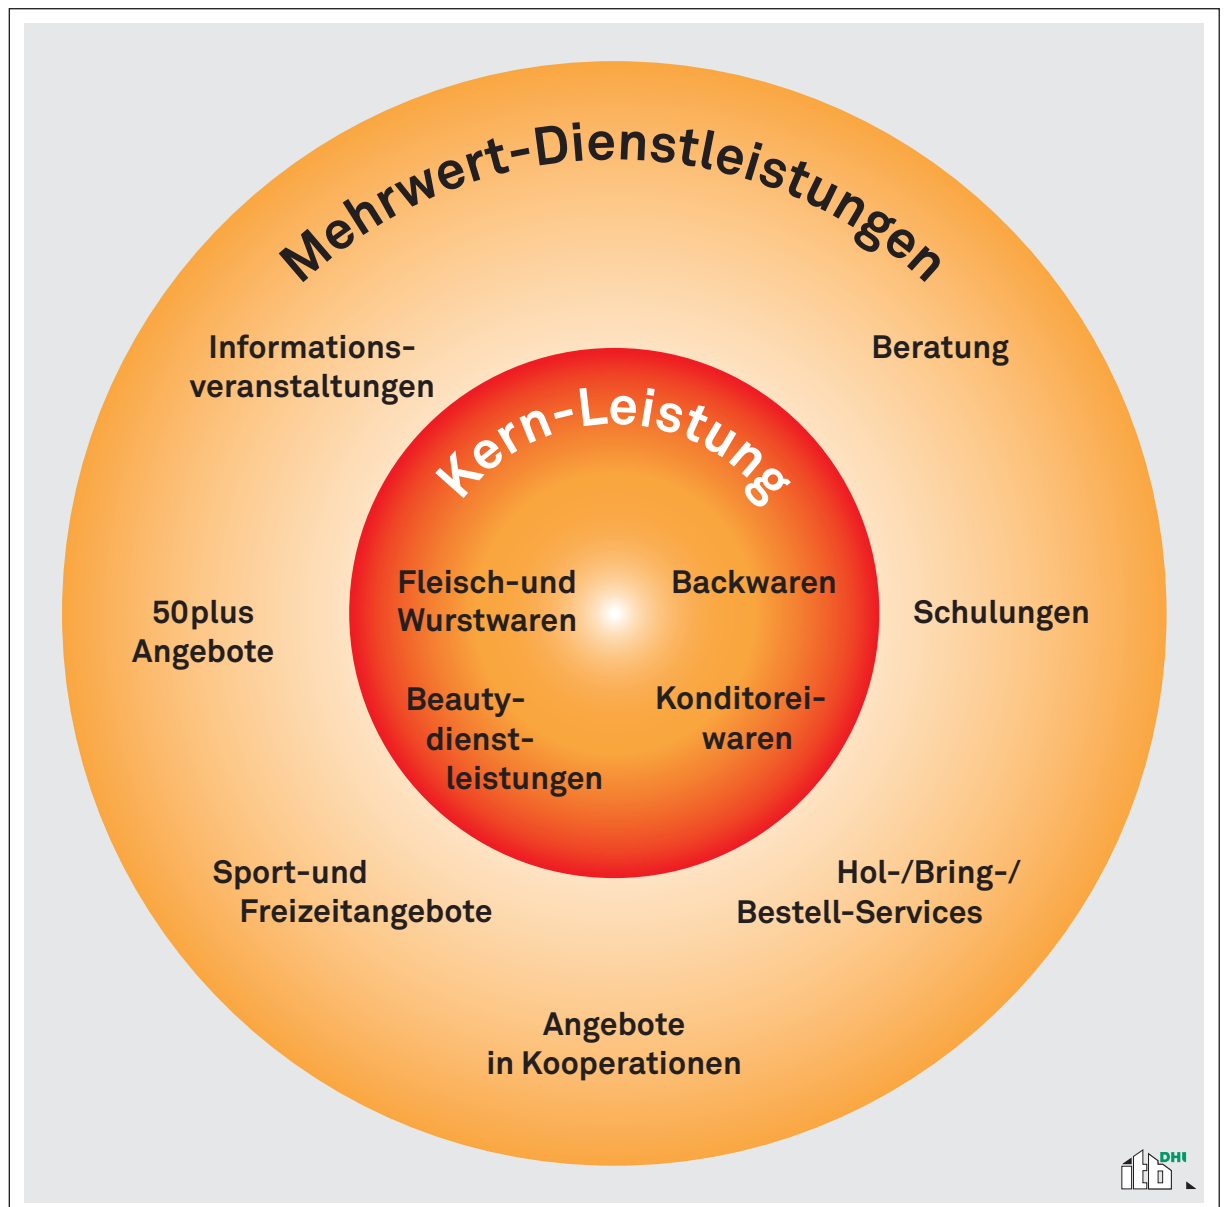 Mehrwert-Dienstleistungen
Informations-
veranstaltungen
Beratung
Kern-Leistung
Fleisch-und
Wurstwaren
Backwaren
50plus
Angebote
Schulungen
Beauty-
dienst-
leistungen
Konditorei-
waren
Sport-und
Freizeitangebote
Hol-/Bring-/
Bestell-Services
Angebote
in Kooperationen
itb